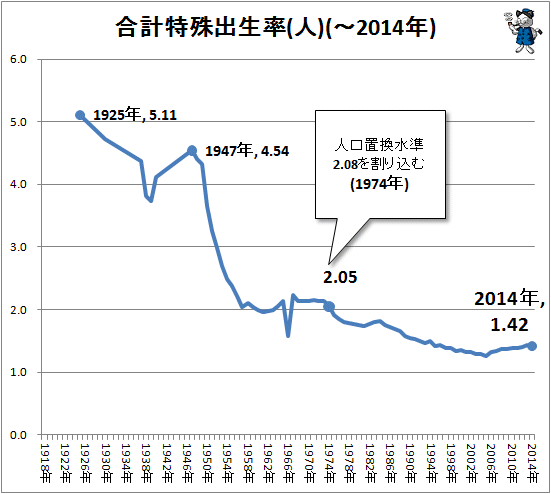 合計特殊出生率(人)(～2014年)
6.0
5.0
4.0
3.0
2.0
1.0
0.0
1925年, 5.11
1947年, 4.54
人口置換水準
2.08を割り込む
(1974年)
2.05
2014年,
1.42
1918年
1922年
1926年
1930年
1934年
1938年
1942年
1946年
1950年
1954年
1958年
1962年
1966年
1970年
1974年
1978年
1982年
1986年
1990年
1994年
1998年
2002年
2006年
2010年
2014年